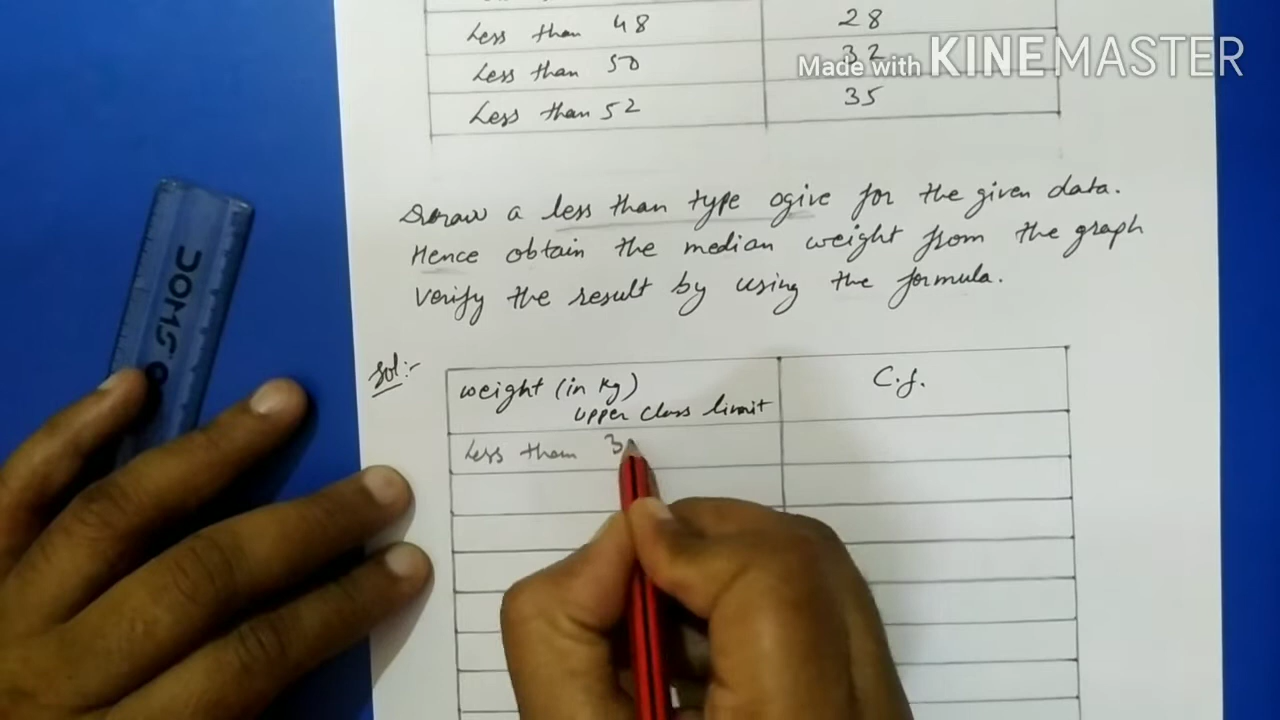 Less than 48 28
Made with KINEMASTER
Less than 50 32
Less than 52 35
Draw a less than type ogive for the given data.
Hence obtain the median weight from the graph
Verify the result by using the formula.
Sol:-
weight (in kg) C.f.
upper class limit
Less than 3
DOMS